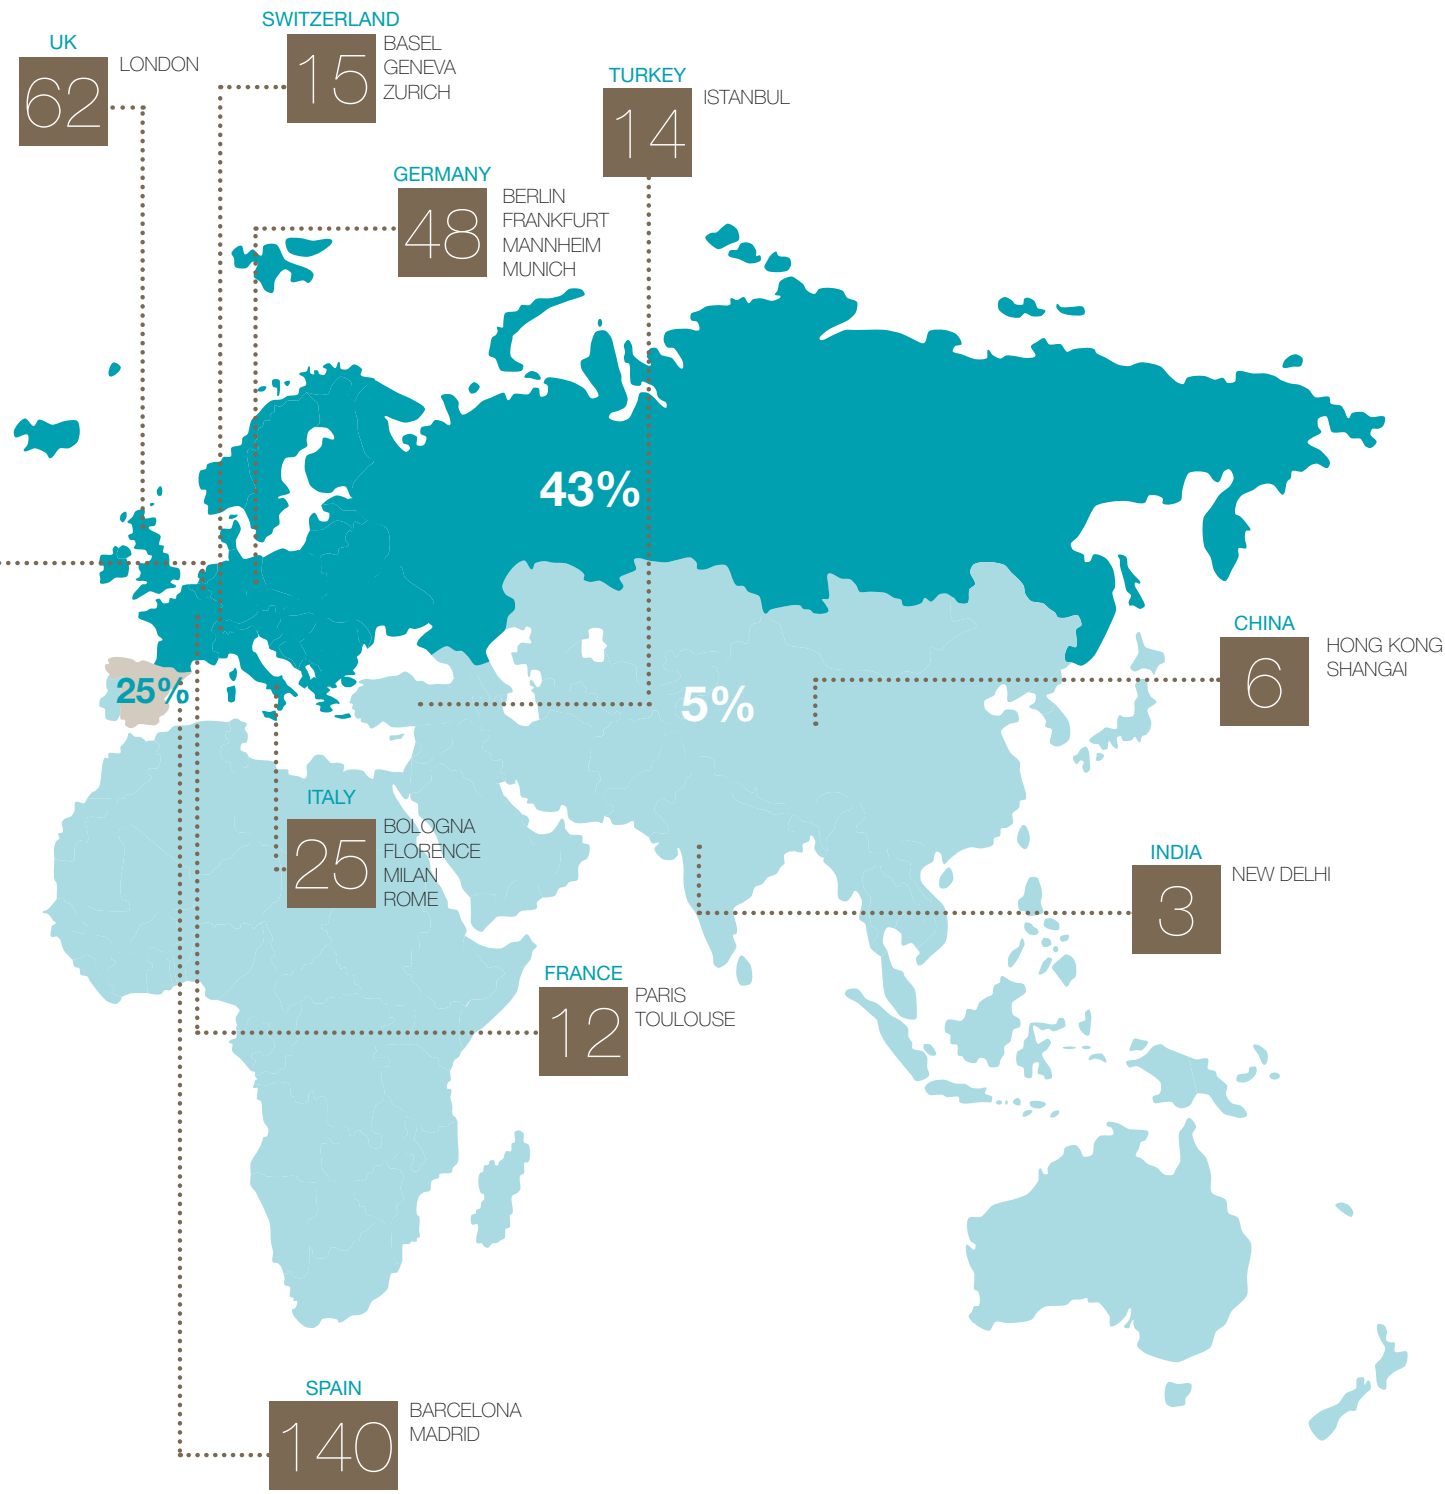 SWITZERLAND
15
BASEL
GENEVA
ZURICH
UK
62
LONDON
TURKEY
14
ISTANBUL
GERMANY
48
BERLIN
FRANKFURT
MANNHEIM
MUNICH
43%
CHINA
6
HONG KONG
SHANGAI
25%
5%
ITALY
25
BOLOGNA
FLORENCE
MILAN
ROME
INDIA
3
NEW DELHI
FRANCE
12
PARIS
TOULOUSE
SPAIN
140
BARCELONA
MADRID